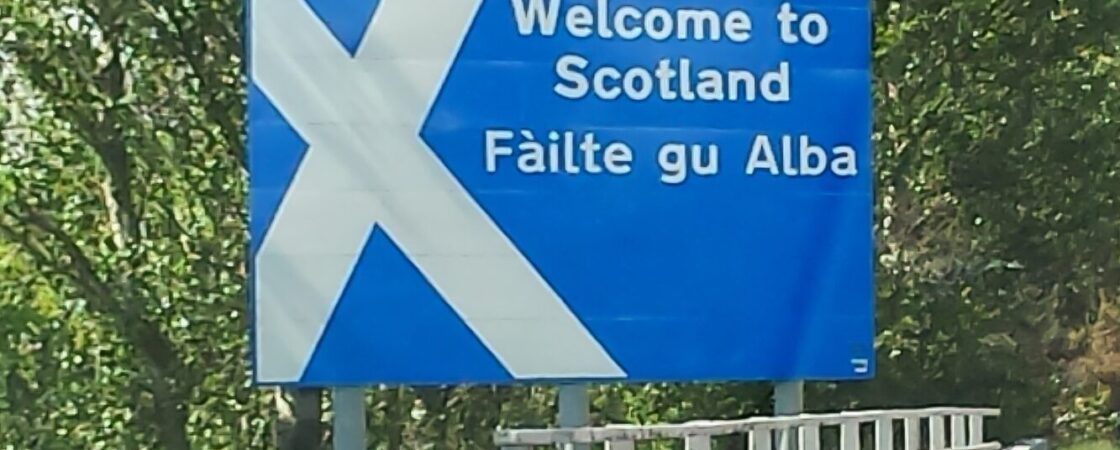 Welcome to
Scotland
Fàilte gu Alba